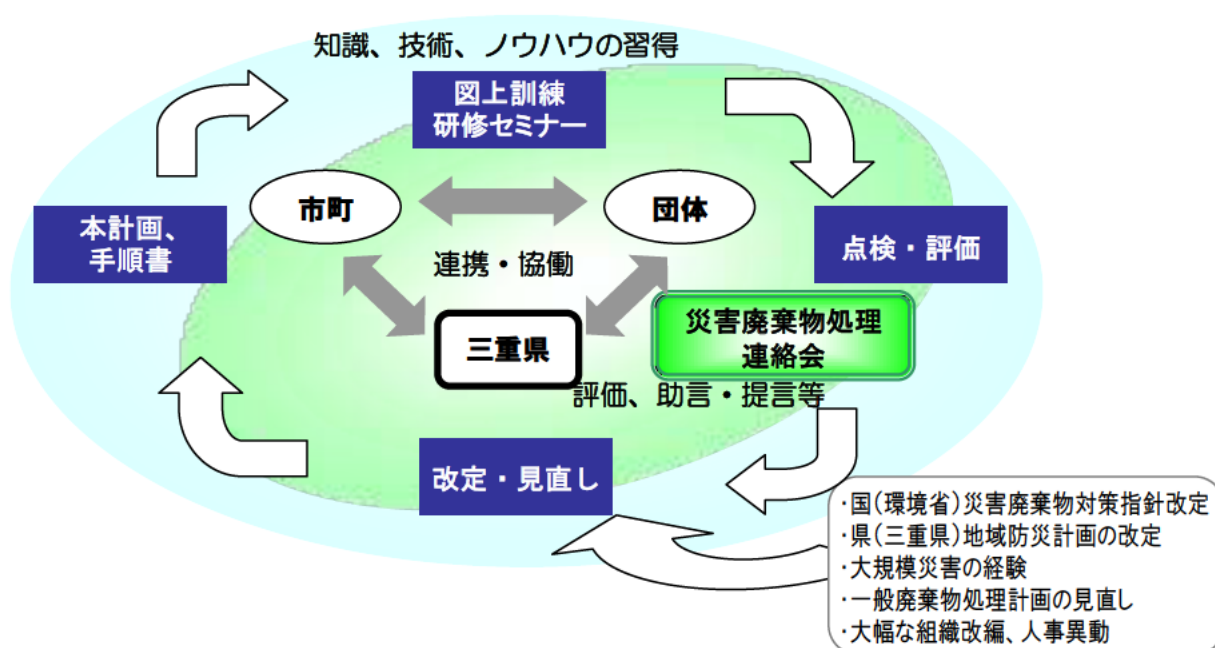 知識、技術、ノウハウの習得
図上訓練
研修セミナー
市町
団体
本計画、
手順書
点検・評価
連携・協働
災害廃棄物処理
連絡会
三重県
評価、助言・提言等
改定・見直し
・国(環境省)災害廃棄物対策指針改定
・県(三重県)地域防災計画の改定
・大規模災害の経験
・一般廃棄物処理計画の見直し
・大幅な組織改編、人事異動